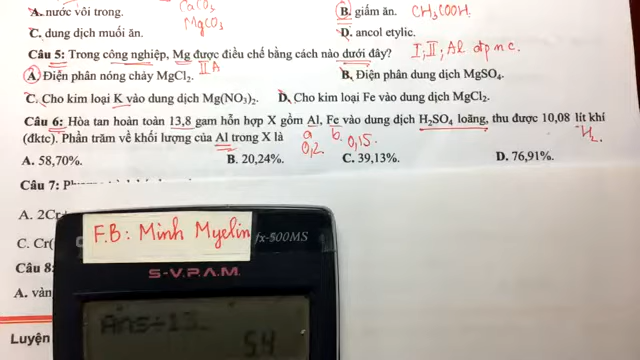 A. nước vôi trong.
CaCO₃
MgCO₃
B. giấm ăn.
CH₃COOH.
C. dung dịch muối ăn.
D. ancol etylic.
Câu 5: Trong công nghiệp, Mg được điều chế bằng cách nào dưới đây?
I; II; Al đpnc.
A. Điện phân nóng chảy MgCl₂.
IIA
B. Điện phân dung dịch MgSO₄.
C. Cho kim loại K vào dung dịch Mg(NO₃)₂.
D. Cho kim loại Fe vào dung dịch MgCl₂.
Câu 6: Hòa tan hoàn toàn 13,8 gam hỗn hợp X gồm Al, Fe vào dung dịch H₂SO₄ loãng, thu được 10,08 lít khí
a b
H₂.
(đktc). Phần trăm về khối lượng của Al trong X là
0,2 0,15.
A. 58,70%.
B. 20,24%.
C. 39,13%.
D. 76,91%.
Câu 7:
A. 2Cr
C. Cr(
Câu 8:
A. vàn
Luyện
F.B: Minh Myelin
fx-500MS
S-V.P.A.M.
Ans÷13.
54